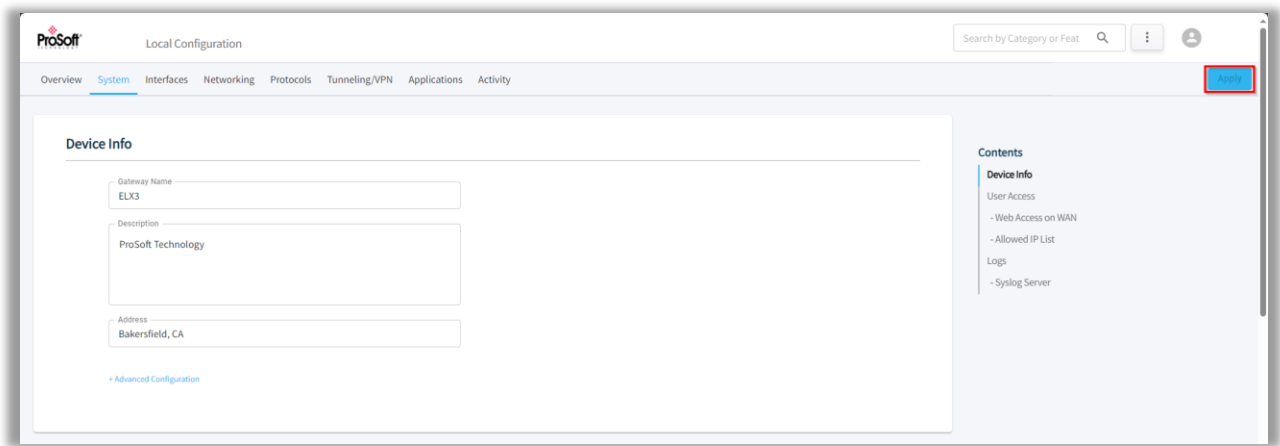 ProSoft
TECHNOLOGY
Local Configuration
Search by Category or Feat
Overview System Interfaces Networking Protocols Tunneling/VPN Applications Activity
Apply
Device Info
Gateway Name
ELX3
Description
ProSoft Technology
Address
Bakersfield, CA
+ Advanced Configuration
Contents
Device Info
User Access
- Web Access on WAN
- Allowed IP List
Logs
- Syslog Server